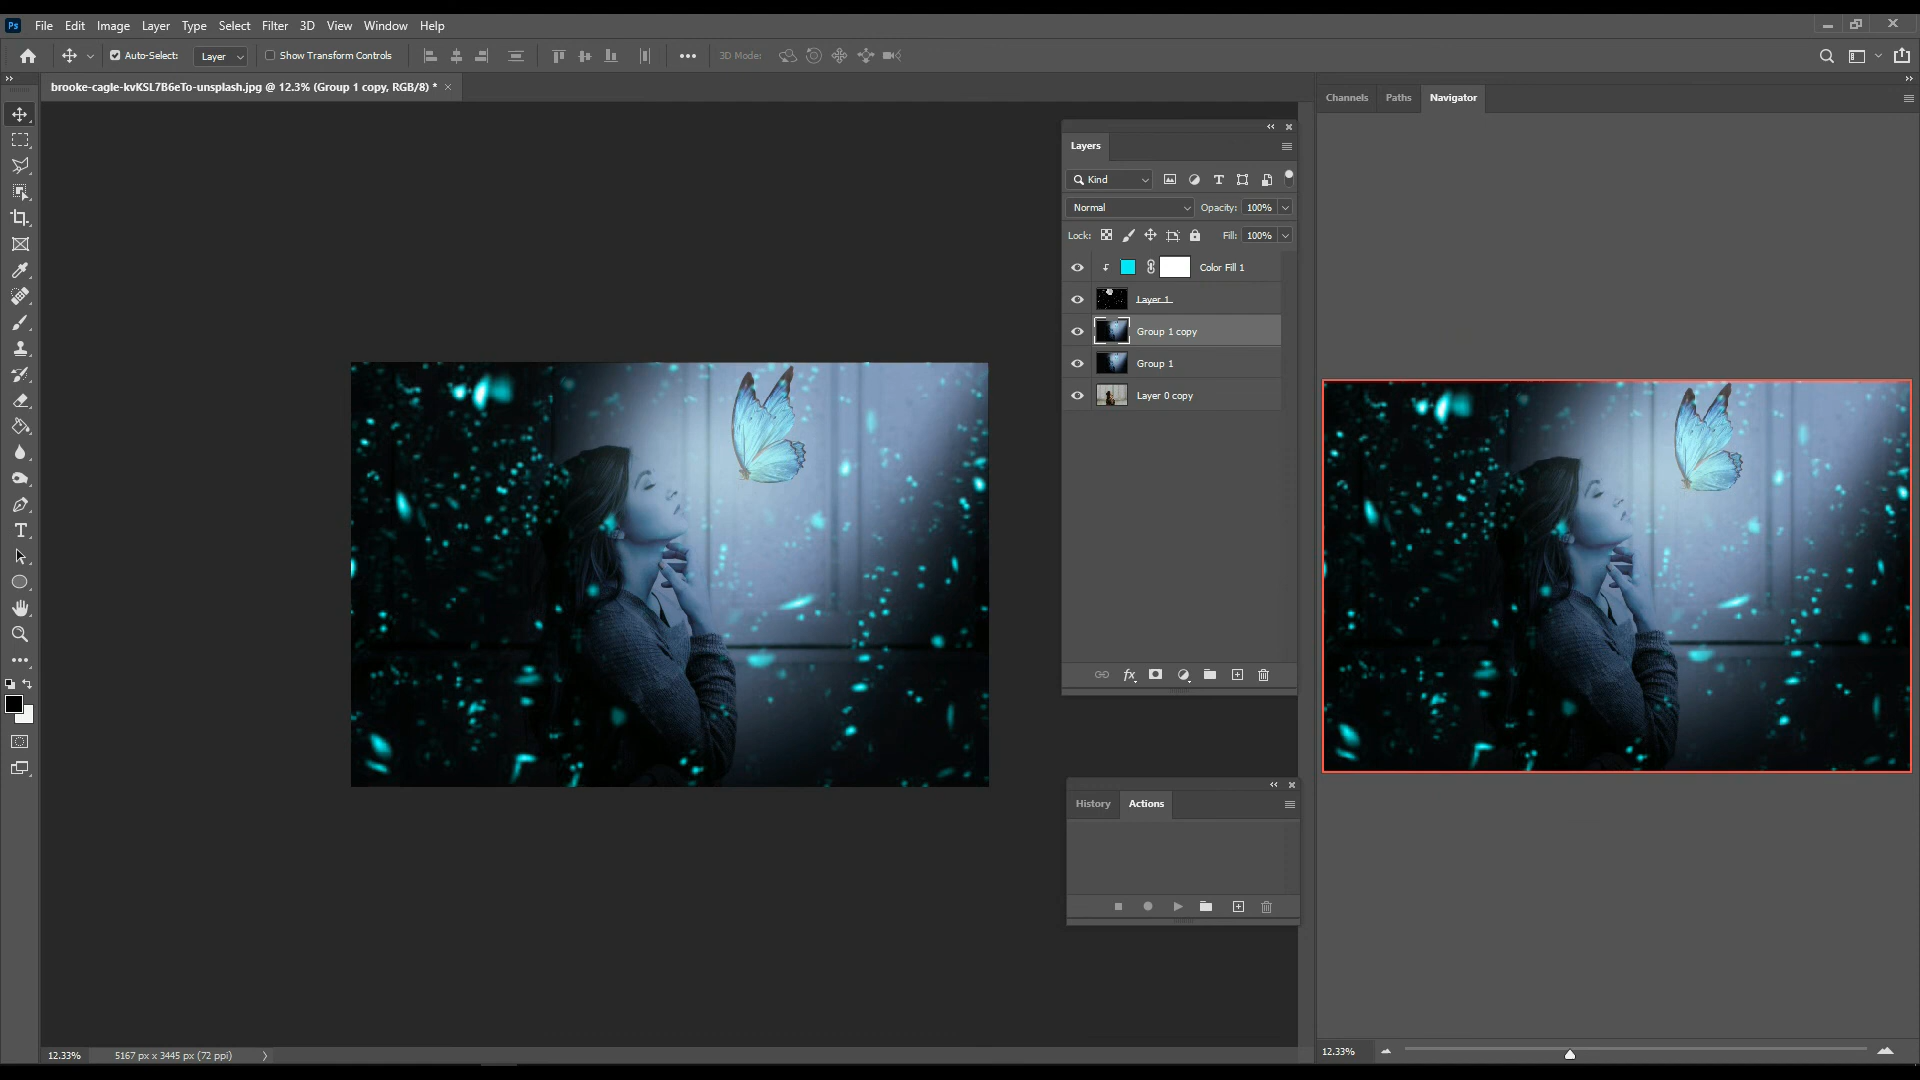 Ps File Edit Image Layer Type Select Filter 3D View Window Help
Auto-Select: Layer Show Transform Controls 3D Mode:
brooke-cagle-kvKSL7B6eTo-unsplash.jpg @ 12.3% (Group 1 copy, RGB/8) *
Channels Paths Navigator
Layers
Kind
Normal Opacity: 100%
Lock: Fill: 100%
Color Fill 1
Layer 1
Group 1 copy
Group 1
Layer 0 copy
fx
History Actions
12.33% 5167 px x 3445 px (72 ppi)
12.33%